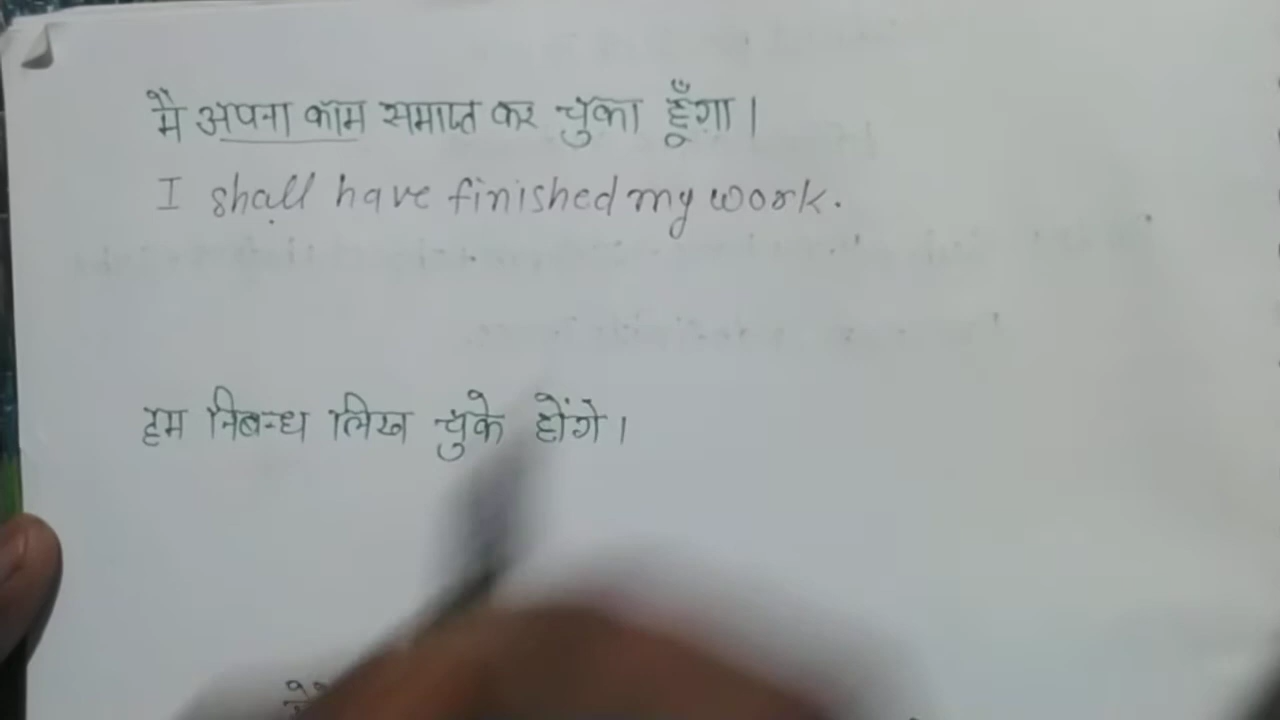 मै अपना कॉम समाप्त कर चुका हूँगा।
I shall have finished my work.
हम निबन्ध लिख चुके होंगे।